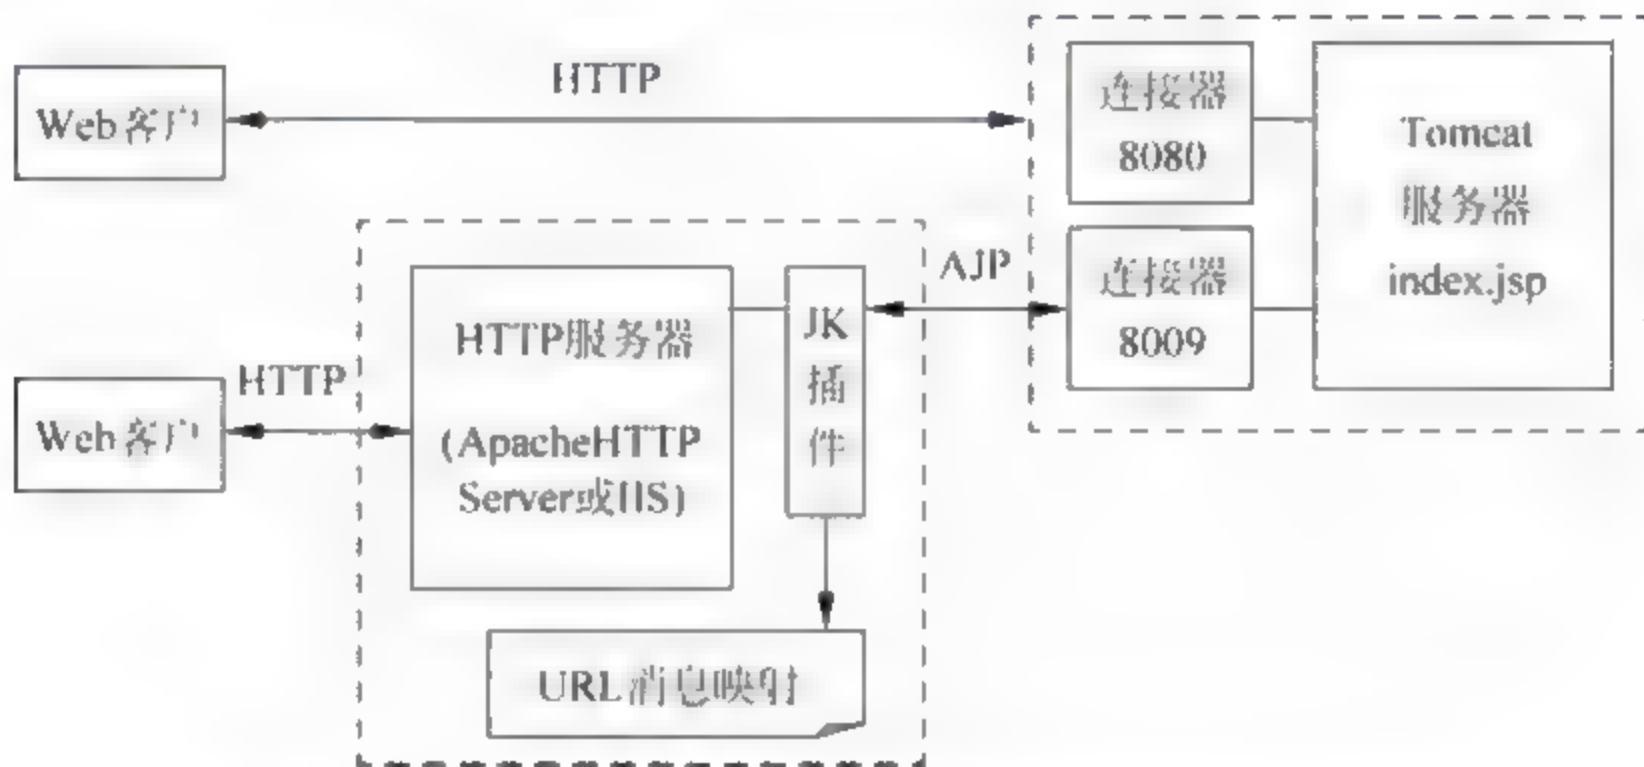 HTTP
Web客户
连接器
8080
Tomcat
服务器
index.jsp
AJP
连接器
8009
HTTP
Web客户
HTTP服务器
(ApacheHTTP
Server或IIS)
JK
插
件
URL消息映射